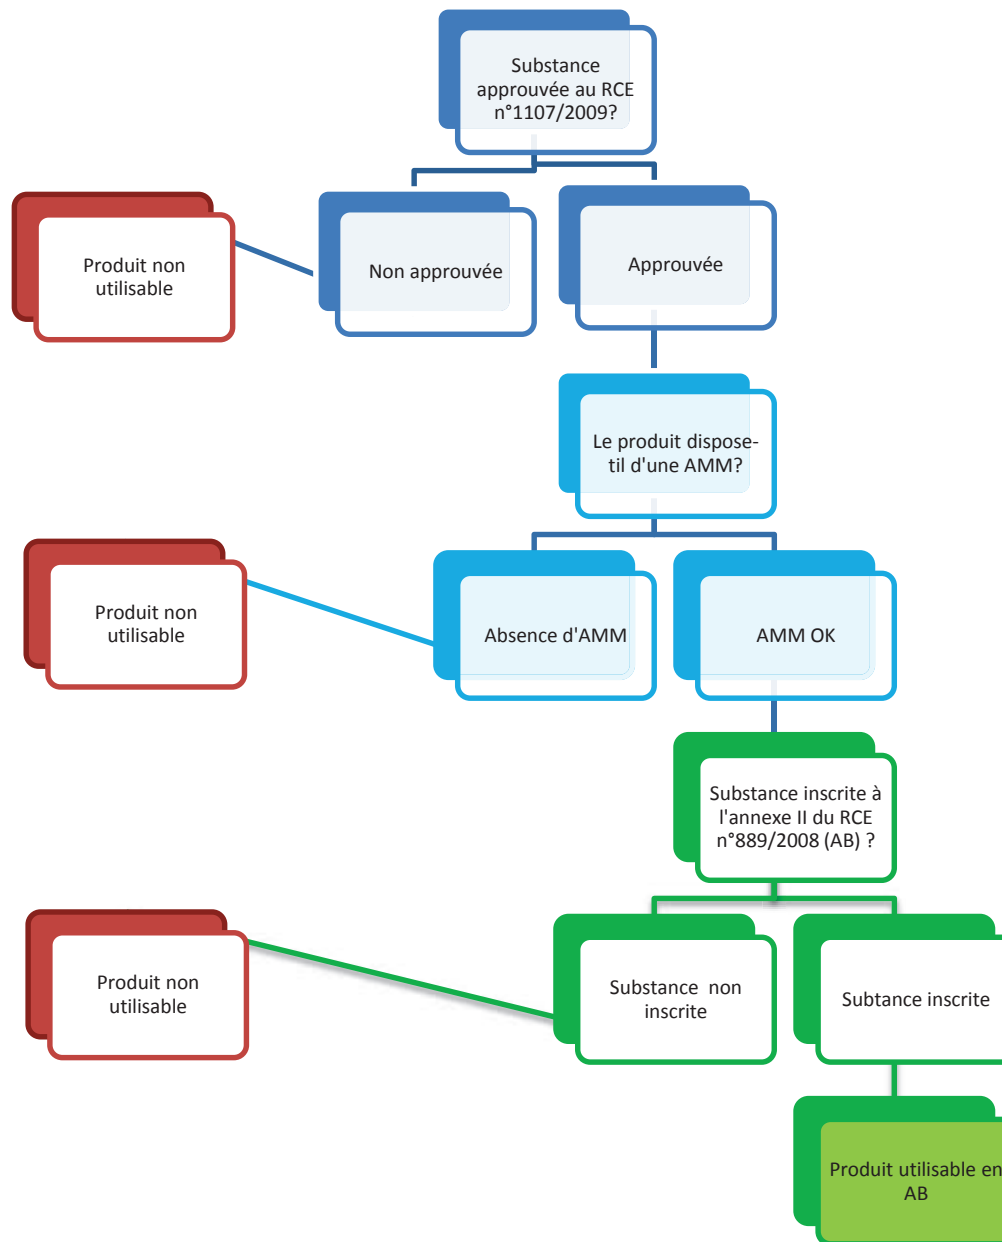 Substance
approuvée au RCE
n°1107/2009?
Produit non
utilisable
Non approuvée
Approuvée
Le produit dispose-
til d'une AMM?
Produit non
utilisable
Absence d'AMM
AMM OK
Substance inscrite à
l'annexe II du RCE
n°889/2008 (AB) ?
Produit non
utilisable
Substance non
inscrite
Subtance inscrite
Produit utilisable en
AB